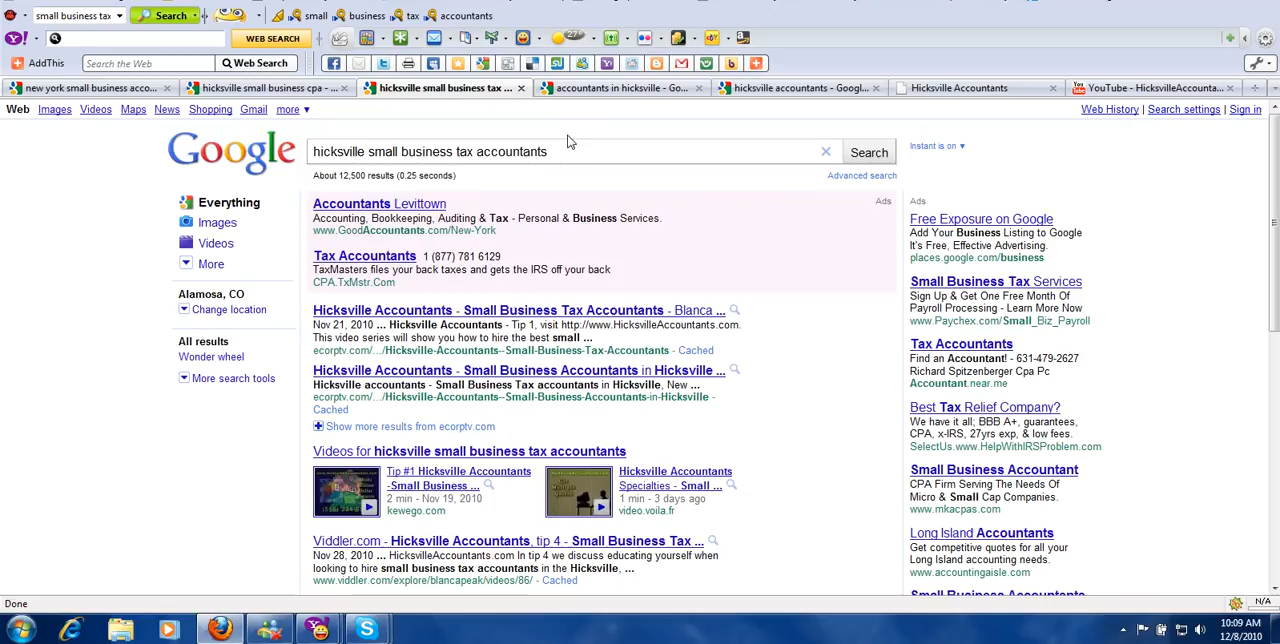 small business tax
Search
small
business
tax
accountants
WEB SEARCH
27
AddThis
Search the Web
Web Search
new york small business acco...
hicksville small business cpa - ...
hicksville small business tax ...
accountants in hicksville - Go...
hicksville accountants - Googl...
Hicksville Accountants
YouTube - HicksvilleAccounta...
Web Images Videos Maps News Shopping Gmail more ▼
Web History | Search settings | Sign in
Google
hicksville small business tax accountants
Search
Instant is on ▼
About 12,500 results (0.25 seconds)
Advanced search
Everything
Images
Videos
More
Alamosa, CO
Change location
All results
Wonder wheel
More search tools
Accountants Levittown
Ads
Accounting, Bookkeeping, Auditing & Tax - Personal & Business Services.
www.GoodAccountants.com/New-York
Tax Accountants 1 (877) 781 6129
TaxMasters files your back taxes and gets the IRS off your back
CPA.TxMstr.Com
Hicksville Accountants - Small Business Tax Accountants - Blanca ...
Nov 21, 2010 ... Hicksville Accountants - Tip 1, visit http://www.HicksvilleAccountants.com.
This video series will show you how to hire the best small ...
ecorptv.com/.../Hicksville-Accountants--Small-Business-Tax-Accountants - Cached
Hicksville Accountants - Small Business Accountants in Hicksville ...
Hicksville accountants - Small Business Tax accountants in Hicksville, New ...
ecorptv.com/.../Hicksville-Accountants--Small-Business-Accountants-in-Hicksville -
Cached
Show more results from ecorptv.com
Videos for hicksville small business tax accountants
Tip #1 Hicksville Accountants
-Small Business ...
2 min - Nov 19, 2010
kewego.com
Hicksville Accountants
Specialties - Small ...
1 min - 3 days ago
video.voila.fr
Viddler.com - Hicksville Accountants, tip 4 - Small Business Tax ...
Nov 28, 2010 ... HicksvilleAccountants.com In tip 4 we discuss educating yourself when
looking to hire small business tax accountants in the Hicksville, ...
www.viddler.com/explore/blancapeak/videos/86/ - Cached
Ads
Free Exposure on Google
Add Your Business Listing to Google
It's Free, Effective Advertising.
places.google.com/business
Small Business Tax Services
Sign Up & Get One Free Month Of
Payroll Processing - Learn More Now
www.Paychex.com/Small_Biz_Payroll
Tax Accountants
Find an Accountant! - 631-479-2627
Richard Spitzenberger Cpa Pc
Accountant.near.me
Best Tax Relief Company?
We have it all; BBB A+, guarantees,
CPA, x-IRS, 27yrs exp, & low fees.
SelectUs.www.HelpWithIRSProblem.com
Small Business Accountant
CPA Firm Serving The Needs Of
Micro & Small Cap Companies.
www.mkacpas.com
Long Island Accountants
Get competitive quotes for all your
Long Island accounting needs.
www.accountingaisle.com
Small Business Accountants
Done
N/A
10:09 AM
12/8/2010